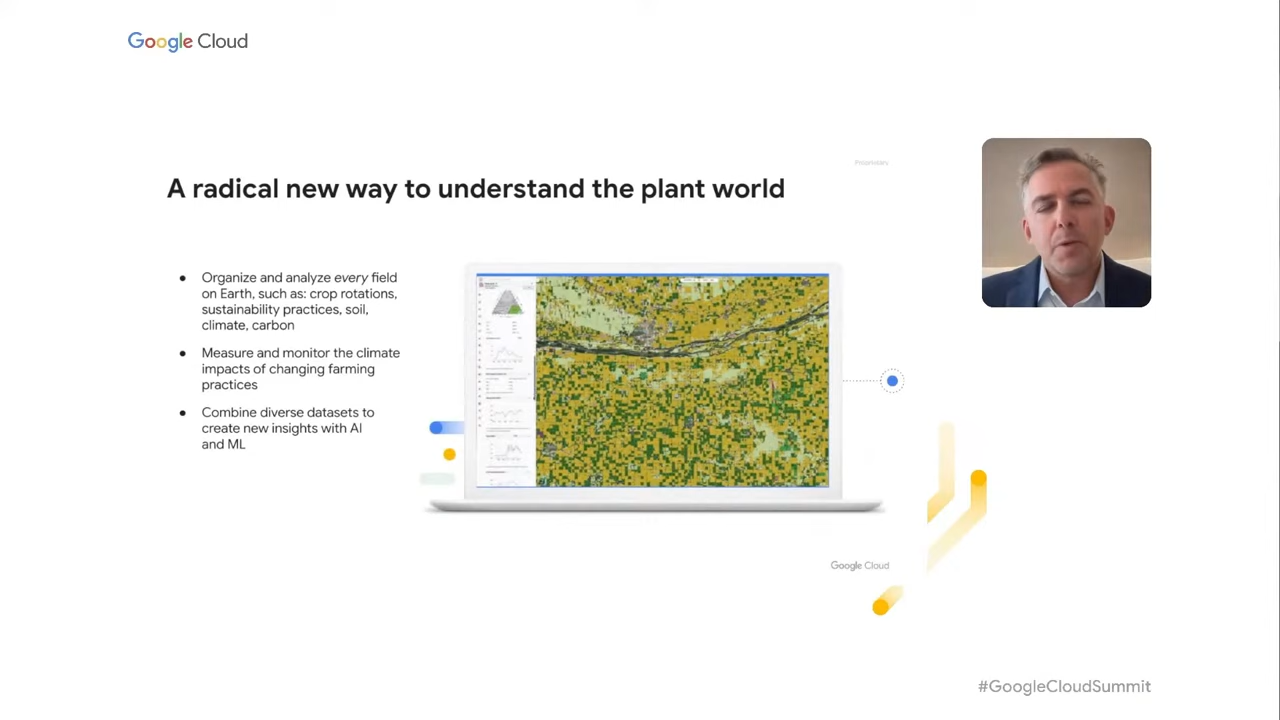 Google Cloud
Proprietary
A radical new way to understand the plant world
● Organize and analyze every field
on Earth, such as: crop rotations,
sustainability practices, soil,
climate, carbon
● Measure and monitor the climate
impacts of changing farming
practices
● Combine diverse datasets to
create new insights with AI
and ML
Google Cloud
#GoogleCloudSummit